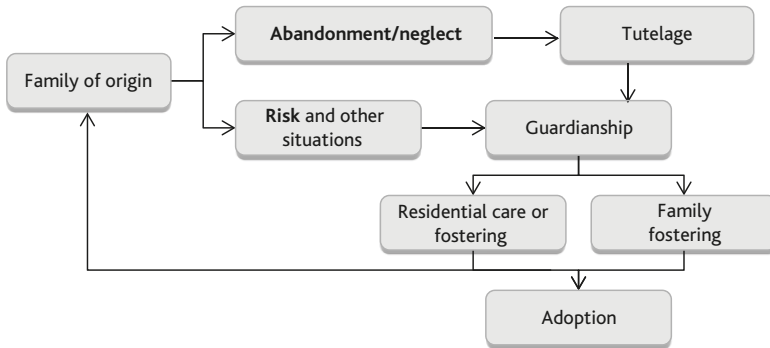 Abandonment/neglect
Tutelage
Family of origin
Risk and other
situations
Guardianship
Residential care or
fostering
Family
fostering
Adoption